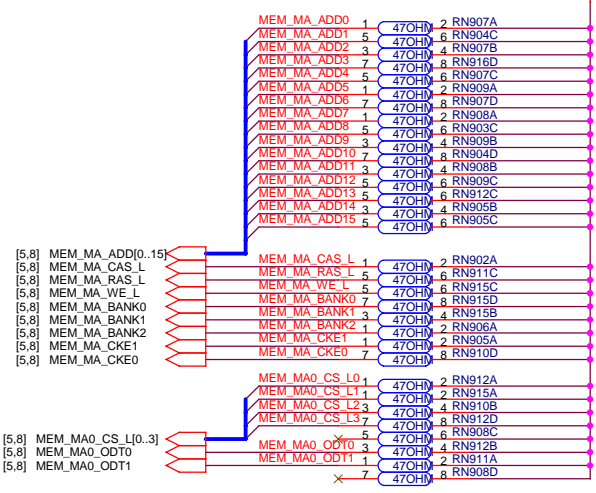 MEM_MA_ADD0 1 47OHM 2 RN907A
MEM_MA_ADD1 5 47OHM 6 RN904C
MEM_MA_ADD2 3 47OHM 4 RN907B
MEM_MA_ADD3 7 47OHM 8 RN916D
MEM_MA_ADD4 5 47OHM 6 RN907C
MEM_MA_ADD5 1 47OHM 2 RN909A
MEM_MA_ADD6 7 47OHM 8 RN907D
MEM_MA_ADD7 1 47OHM 2 RN908A
MEM_MA_ADD8 5 47OHM 6 RN903C
MEM_MA_ADD9 3 47OHM 4 RN909B
MEM_MA_ADD10 7 47OHM 8 RN904D
MEM_MA_ADD11 3 47OHM 4 RN908B
MEM_MA_ADD12 5 47OHM 6 RN909C
MEM_MA_ADD13 5 47OHM 6 RN912C
MEM_MA_ADD14 3 47OHM 4 RN905B
MEM_MA_ADD15 5 47OHM 6 RN905C
[5,8] MEM_MA_ADD[0..15]
[5,8] MEM_MA_CAS_L MEM_MA_CAS_L 1 47OHM 2 RN902A
[5,8] MEM_MA_RAS_L MEM_MA_RAS_L 5 47OHM 6 RN911C
[5,8] MEM_MA_WE_L MEM_MA_WE_L 5 47OHM 6 RN915C
[5,8] MEM_MA_BANK0 MEM_MA_BANK0 7 47OHM 8 RN915D
[5,8] MEM_MA_BANK1 MEM_MA_BANK1 3 47OHM 4 RN915B
[5,8] MEM_MA_BANK2 MEM_MA_BANK2 1 47OHM 2 RN906A
[5,8] MEM_MA_CKE1 MEM_MA_CKE1 1 47OHM 2 RN905A
[5,8] MEM_MA_CKE0 MEM_MA_CKE0 7 47OHM 8 RN910D
MEM_MA0_CS_L0 1 47OHM 2 RN912A
MEM_MA0_CS_L1 1 47OHM 2 RN915A
MEM_MA0_CS_L2 3 47OHM 4 RN910B
MEM_MA0_CS_L3 7 47OHM 8 RN912D
[5,8] MEM_MA0_CS_L[0..3] 5 47OHM 6 RN908C
[5,8] MEM_MA0_ODT0 MEM_MA0_ODT0 3 47OHM 4 RN912B
[5,8] MEM_MA0_ODT1 MEM_MA0_ODT1 1 47OHM 2 RN911A
7 47OHM 8 RN908D